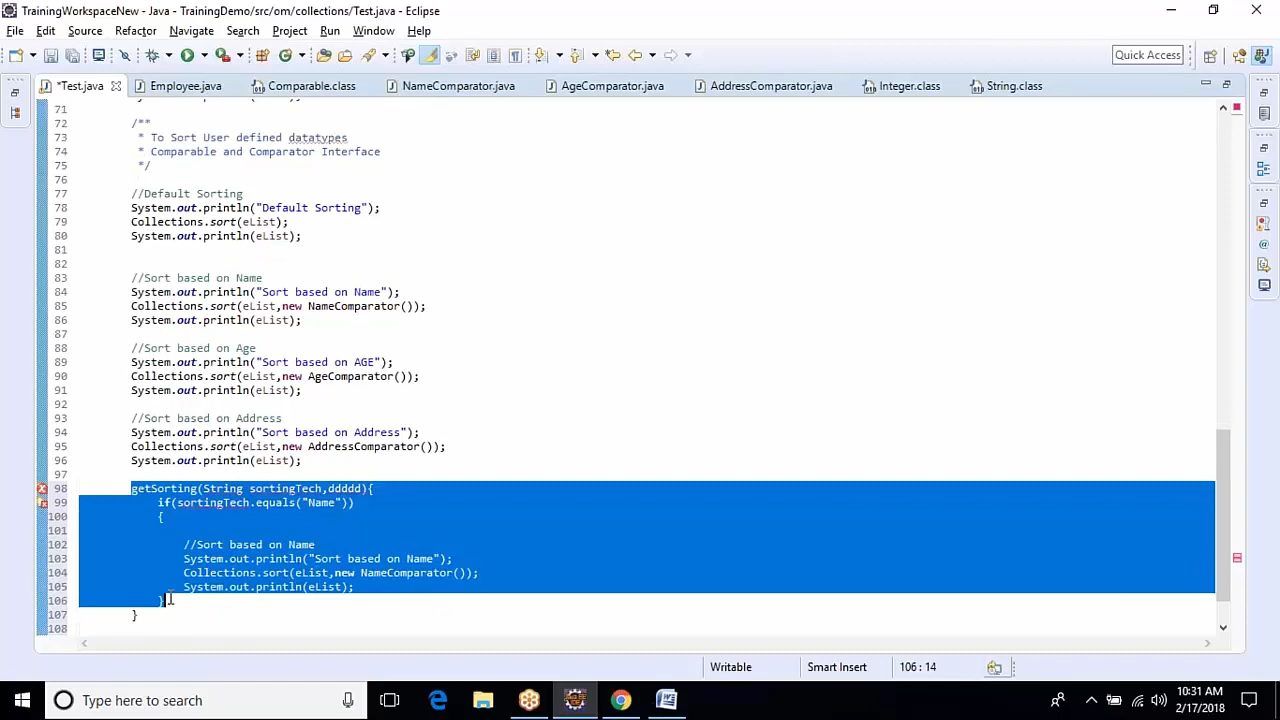 TrainingWorkspaceNew - Java - TrainingDemo/src/om/collections/Test.java - Eclipse
File Edit Source Refactor Navigate Search Project Run Window Help
Quick Access
*Test.java Employee.java Comparable.class NameComparator.java AgeComparator.java AddressComparator.java Integer.class String.class
71
72 /**
73 * To Sort User defined datatypes
74 * Comparable and Comparator Interface
75 */
76
77 //Default Sorting
78 System.out.println("Default Sorting");
79 Collections.sort(eList);
80 System.out.println(eList);
81
82
83 //Sort based on Name
84 System.out.println("Sort based on Name");
85 Collections.sort(eList,new NameComparator());
86 System.out.println(eList);
87
88 //Sort based on Age
89 System.out.println("Sort based on AGE");
90 Collections.sort(eList,new AgeComparator());
91 System.out.println(eList);
92
93 //Sort based on Address
94 System.out.println("Sort based on Address");
95 Collections.sort(eList,new AddressComparator());
96 System.out.println(eList);
97
98 getSorting(String sortingTech,ddddd){
99 if(sortingTech.equals("Name"))
100 {
101
102 //Sort based on Name
103 System.out.println("Sort based on Name");
104 Collections.sort(eList,new NameComparator());
105 System.out.println(eList);
106 }
107 }
108
Writable Smart Insert 106 : 14
Type here to search
10:31 AM
2/17/2018